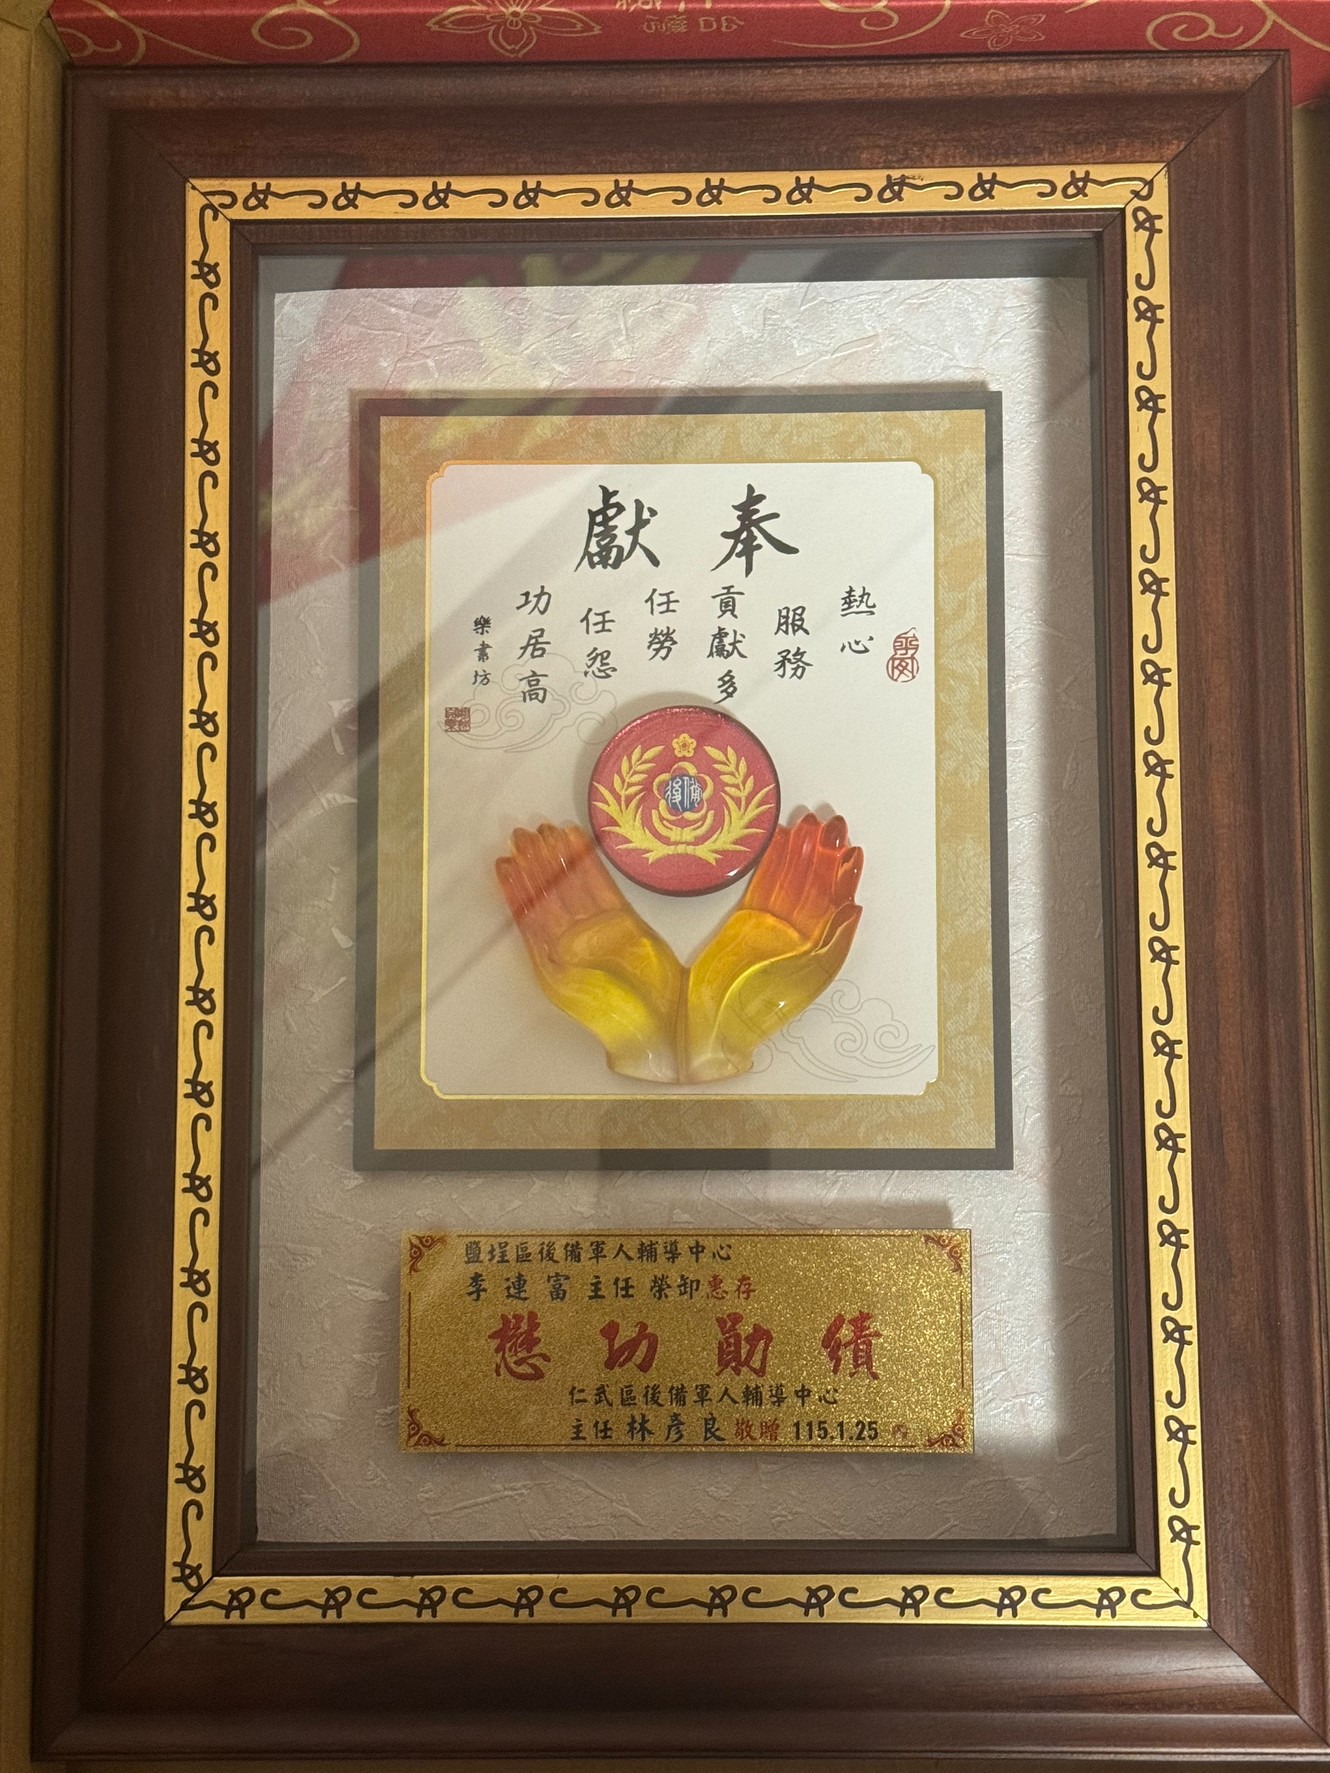 奉獻
熱心
服務
貢獻多
任勞
任怨
功居高
樂書坊
後備
鹽埕區後備軍人輔導中心
李連富 主任 榮卸惠存
懋功勛績
仁武區後備軍人輔導中心
主任 林彥良 敬贈 115.1.25